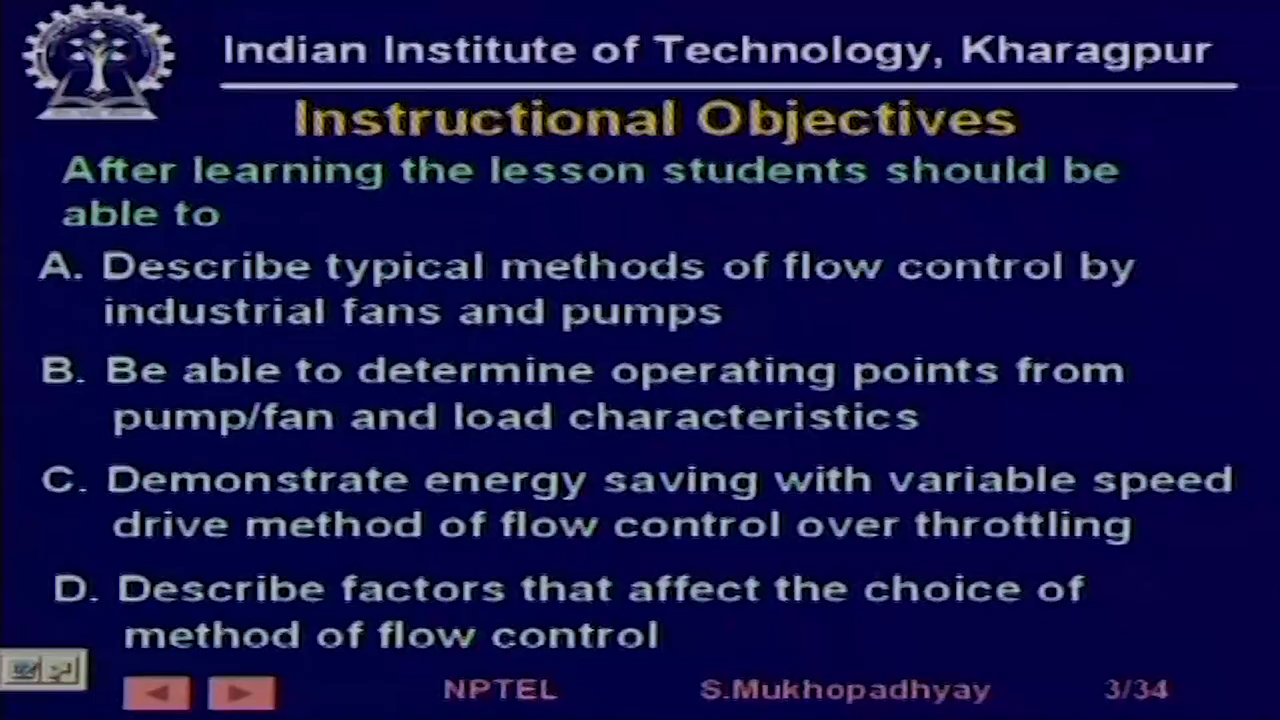 Indian Institute of Technology, Kharagpur
Instructional Objectives
After learning the lesson students should be
able to
A. Describe typical methods of flow control by
industrial fans and pumps
B. Be able to determine operating points from
pump/fan and load characteristics
C. Demonstrate energy saving with variable speed
drive method of flow control over throttling
D. Describe factors that affect the choice of
method of flow control
NPTEL S.Mukhopadhyay 3/34